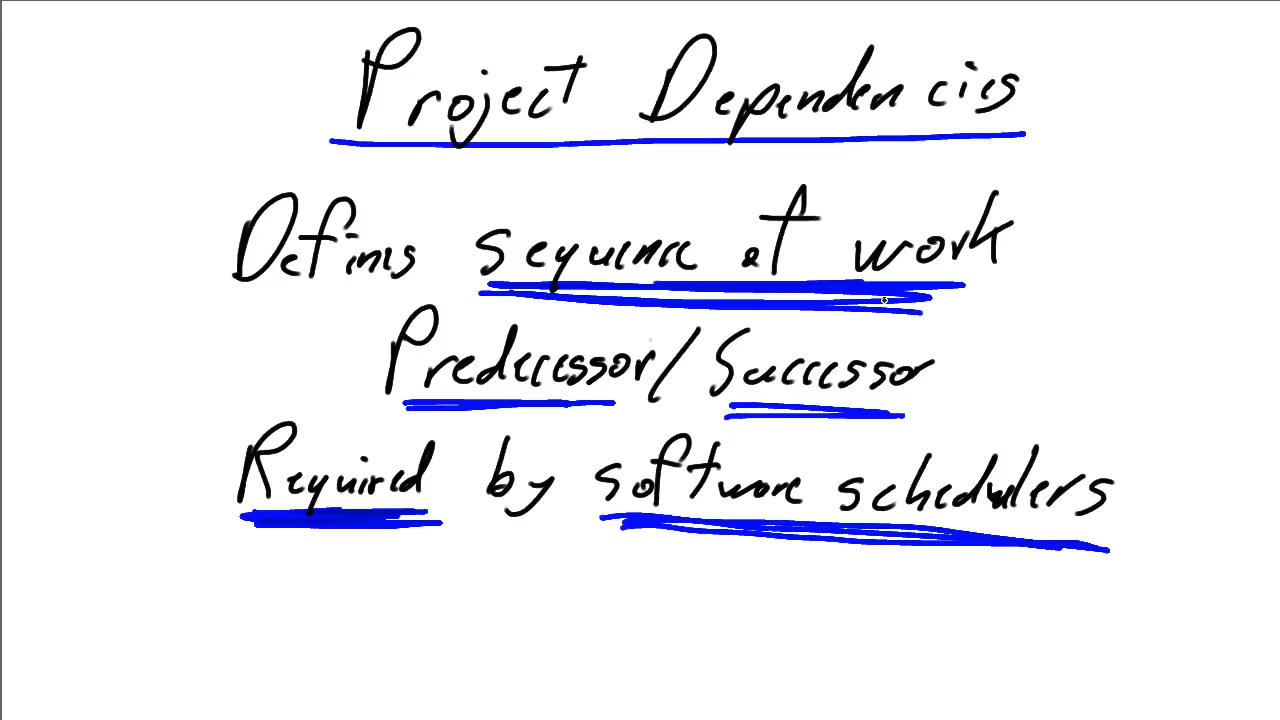 Project Dependencies
Defines sequence of work
Predecessor/Successor
Required by software schedulers